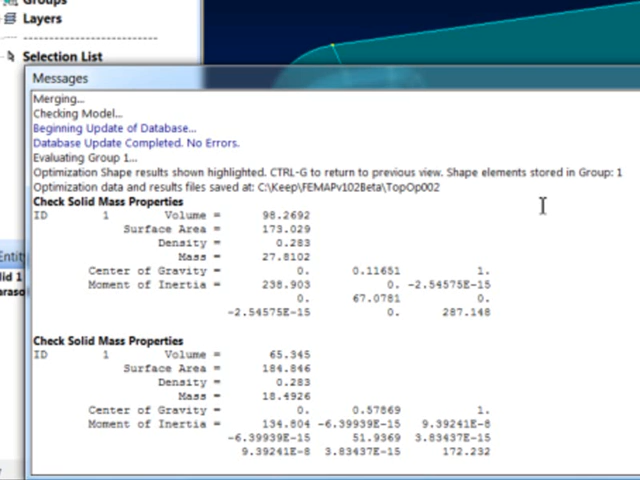 Groups
Layers
Selection List
Messages
Merging...
Checking Model...
Beginning Update of Database...
Database Update Completed. No Errors.
Evaluating Group 1...
Optimization Shape results shown highlighted. CTRL-G to return to previous view. Shape elements stored in Group: 1
Optimization data and results files saved at: C:\Keep\FEMAPv102Beta\TopOp002
Check Solid Mass Properties
ID 1 Volume = 98.2692
Surface Area = 173.029
Density = 0.283
Mass = 27.8102
Center of Gravity = 0. 0.11651 1.
Moment of Inertia = 238.903 0. -2.54575E-15
0. 67.0781 0.
-2.54575E-15 0. 287.148
Check Solid Mass Properties
ID 1 Volume = 65.345
Surface Area = 184.846
Density = 0.283
Mass = 18.4926
Center of Gravity = 0. 0.57869 1.
Moment of Inertia = 134.804 -6.39939E-15 9.39241E-8
-6.39939E-15 51.9369 3.83437E-15
9.39241E-8 3.83437E-15 172.232
Entit
lid 1
araso